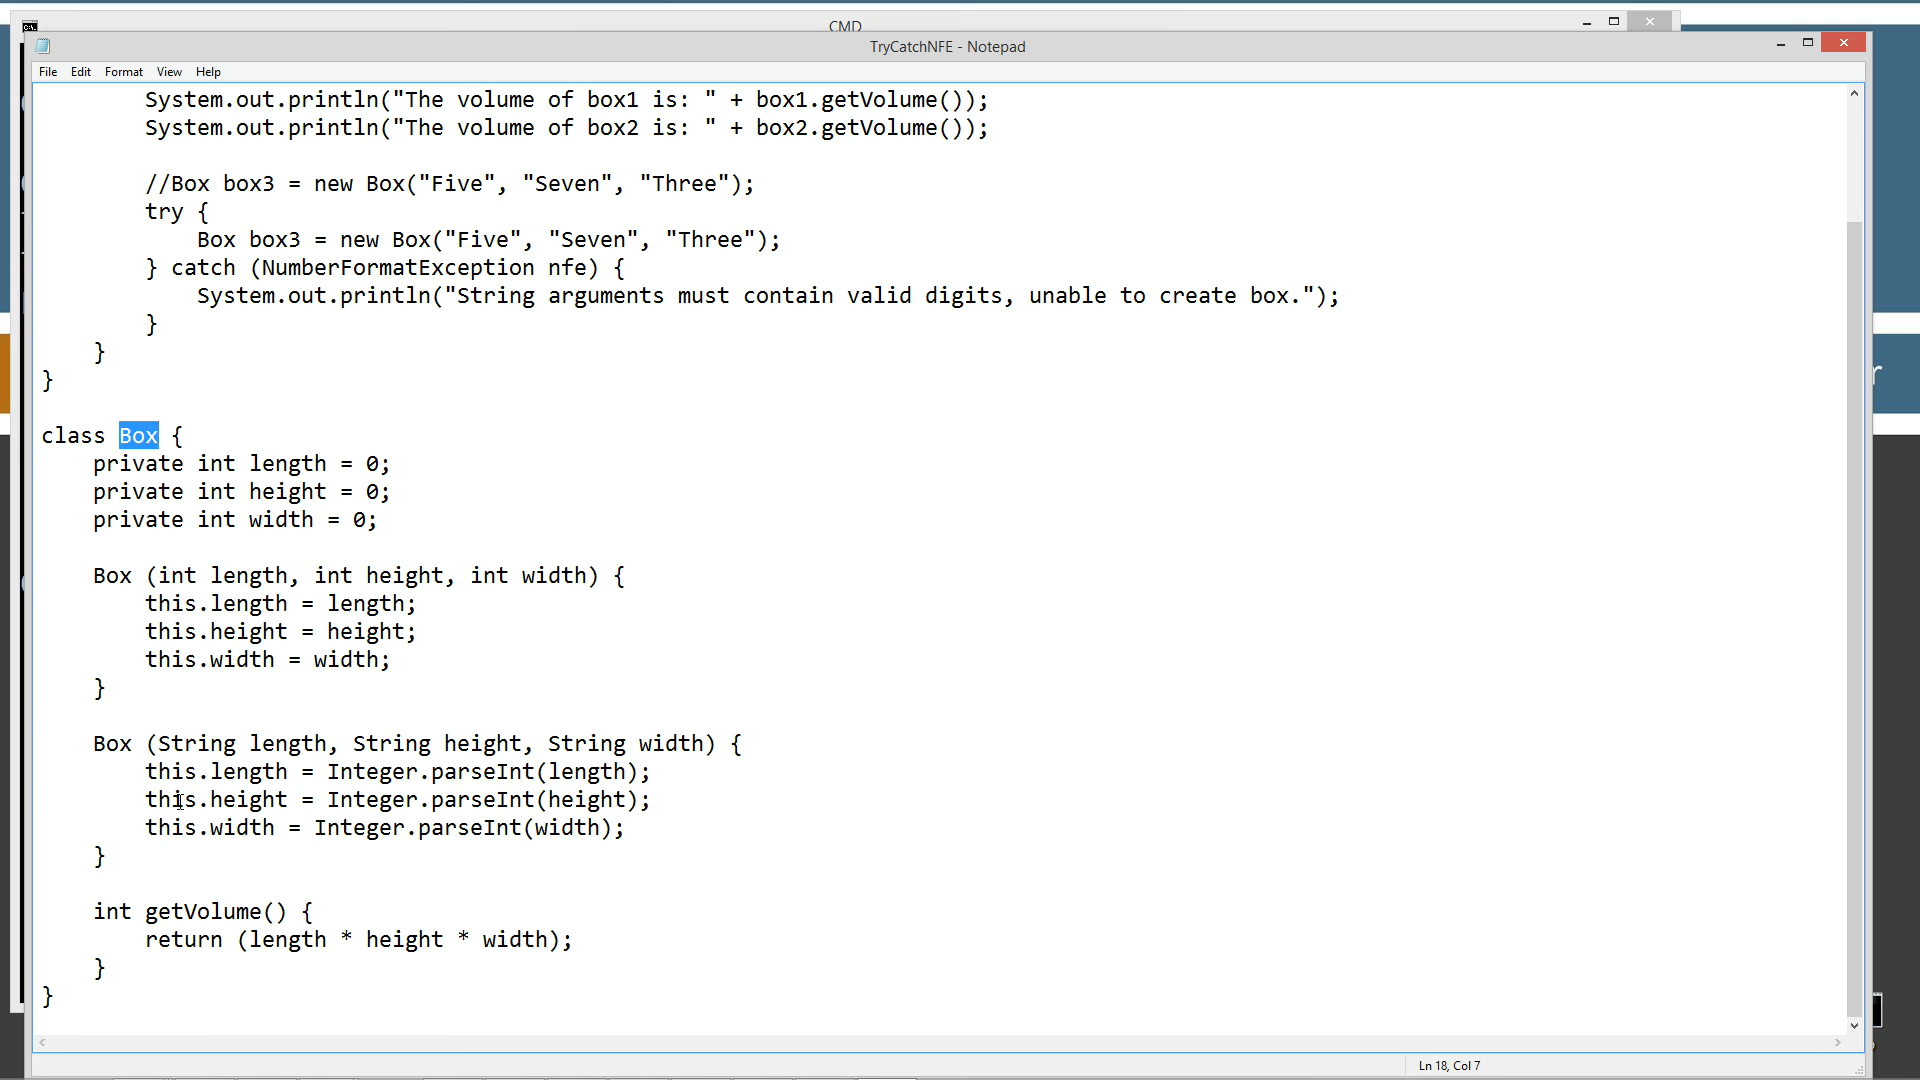 CMD
TryCatchNFE - Notepad
File Edit Format View Help
System.out.println("The volume of box1 is: " + box1.getVolume());
System.out.println("The volume of box2 is: " + box2.getVolume());
//Box box3 = new Box("Five", "Seven", "Three");
try {
Box box3 = new Box("Five", "Seven", "Three");
} catch (NumberFormatException nfe) {
System.out.println("String arguments must contain valid digits, unable to create box.");
}
}
}
class Box {
private int length = 0;
private int height = 0;
private int width = 0;
Box (int length, int height, int width) {
this.length = length;
this.height = height;
this.width = width;
}
Box (String length, String height, String width) {
this.length = Integer.parseInt(length);
this.height = Integer.parseInt(height);
this.width = Integer.parseInt(width);
}
int getVolume() {
return (length * height * width);
}
}
Ln 18, Col 7